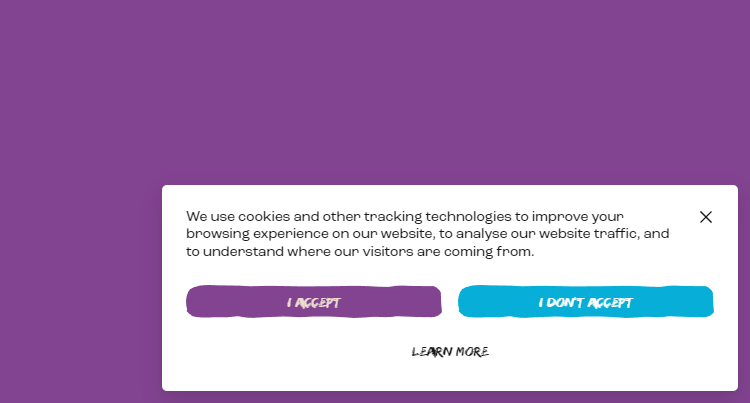 We use cookies and other tracking technologies to improve your
browsing experience on our website, to analyse our website traffic, and
to understand where our visitors are coming from.
I ACCEPT
I DON'T ACCEPT
LEARN MORE